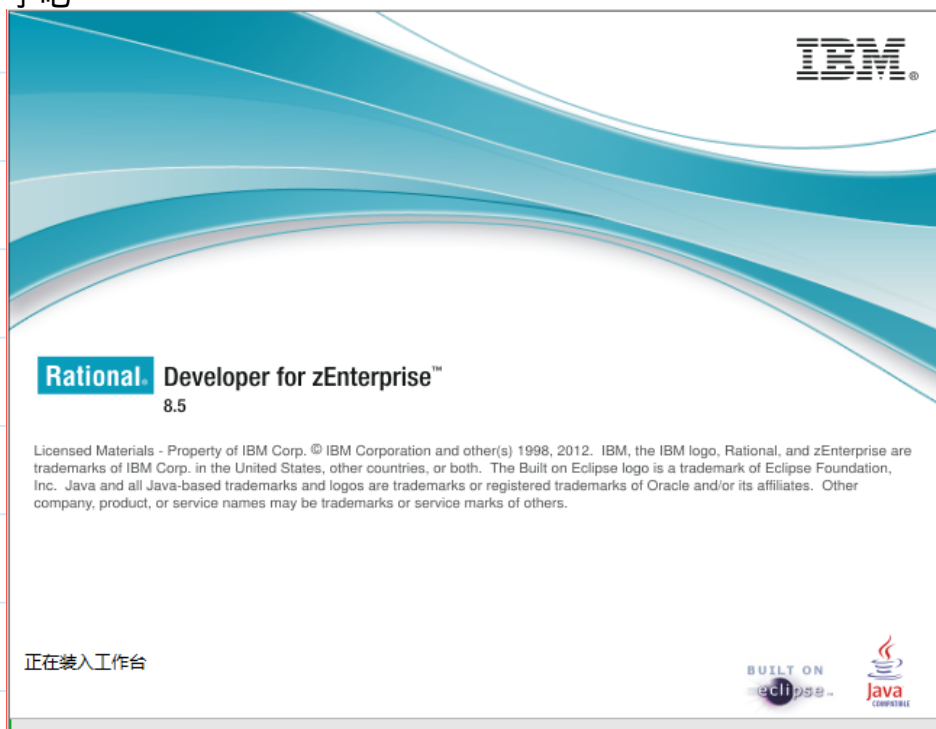 IBM®
Rational® Developer for zEnterprise™
8.5
Licensed Materials - Property of IBM Corp. © IBM Corporation and other(s) 1998, 2012. IBM, the IBM logo, Rational, and zEnterprise are
trademarks of IBM Corp. in the United States, other countries, or both. The Built on Eclipse logo is a trademark of Eclipse Foundation,
Inc. Java and all Java-based trademarks and logos are trademarks or registered trademarks of Oracle and/or its affiliates. Other
company, product, or service names may be trademarks or service marks of others.
正在装入工作台
BUILT ON
eclipse™
Java
COMPATIBLE